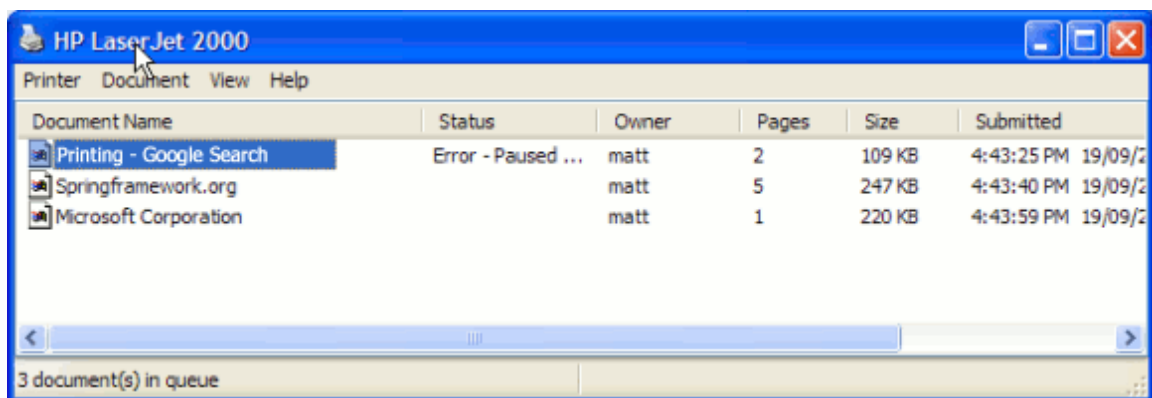 HP LaserJet 2000
Printer Document View Help
Document Name Status Owner Pages Size Submitted
Printing - Google Search Error - Paused ... matt 2 109 KB 4:43:25 PM 19/09/2
Springframework.org matt 5 247 KB 4:43:40 PM 19/09/2
Microsoft Corporation matt 1 220 KB 4:43:59 PM 19/09/2
3 document(s) in queue